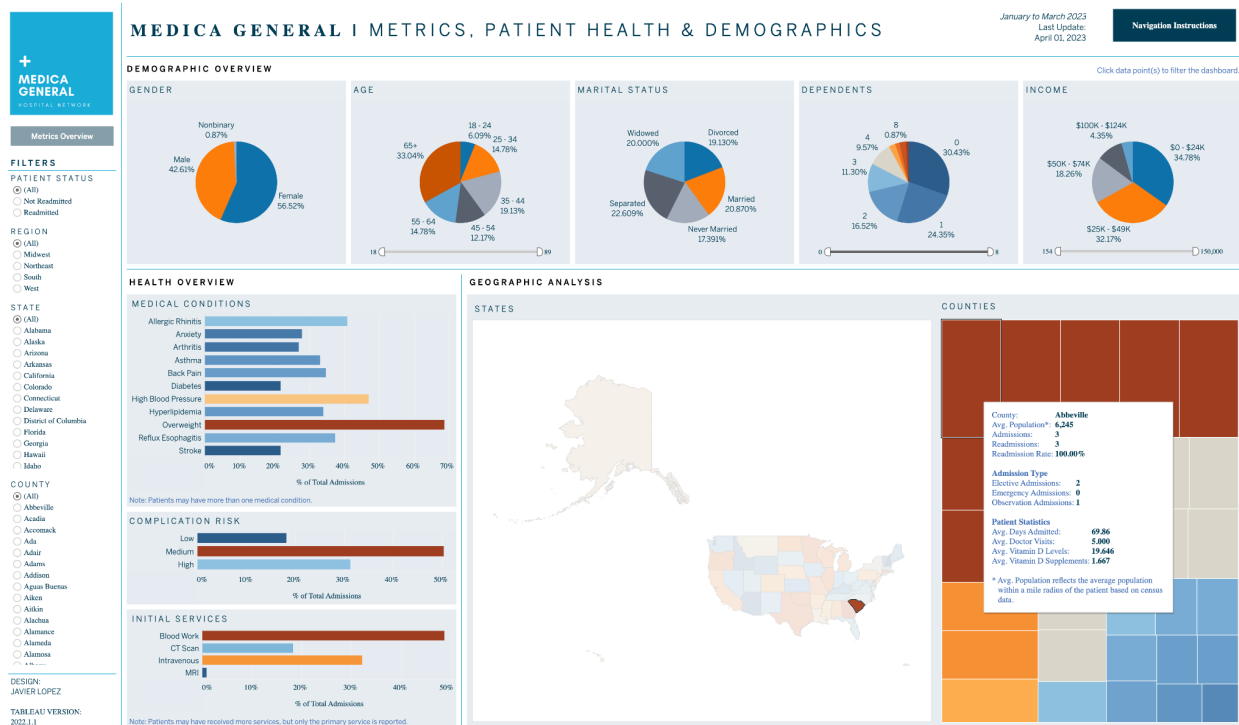 +
MEDICA
GENERAL
HOSPITAL NETWORK
Metrics Overview
FILTERS
PATIENT STATUS
(All)
Not Readmitted
Readmitted
REGION
(All)
Midwest
Northeast
South
West
STATE
(All)
Alabama
Alaska
Arizona
Arkansas
California
Colorado
Connecticut
Delaware
District of Columbia
Florida
Georgia
Hawaii
Idaho
COUNTY
(All)
Abbeville
Acadia
Accomack
Ada
Adair
Adams
Addison
Aguas Buenas
Aiken
Aitkin
Alachua
Alamance
Alameda
Alamosa
DESIGN:
JAVIER LOPEZ
TABLEAU VERSION:
2022.1.1
MEDICA GENERAL | METRICS, PATIENT HEALTH & DEMOGRAPHICS
January to March 2023
Last Update:
April 01, 2023
Navigation Instructions
DEMOGRAPHIC OVERVIEW
Click data point(s) to filter the dashboard.
GENDER
Nonbinary
0.87%
Male
42.61%
Female
56.52%
AGE
18 - 24
6.09%
25 - 34
14.78%
65+
33.04%
35 - 44
19.13%
55 - 64
14.78%
45 - 54
12.17%
18
89
MARITAL STATUS
Widowed
20.000%
Divorced
19.130%
Separated
22.609%
Married
20.870%
Never Married
17.391%
DEPENDENTS
8
0.87%
4
9.57%
0
30.43%
3
11.30%
2
16.52%
1
24.35%
0
8
INCOME
$100K - $124K
4.35%
$0 - $24K
34.78%
$50K - $74K
18.26%
$25K - $49K
32.17%
154
150,000
HEALTH OVERVIEW
MEDICAL CONDITIONS
Allergic Rhinitis
Anxiety
Arthritis
Asthma
Back Pain
Diabetes
High Blood Pressure
Hyperlipidemia
Overweight
Reflux Esophagitis
Stroke
0% 10% 20% 30% 40% 50% 60% 70%
% of Total Admissions
Note: Patients may have more than one medical condition.
COMPLICATION RISK
Low
Medium
High
0% 10% 20% 30% 40% 50%
% of Total Admissions
INITIAL SERVICES
Blood Work
CT Scan
Intravenous
MRI
0% 10% 20% 30% 40% 50%
% of Total Admissions
Note: Patients may have received more services, but only the primary service is reported.
GEOGRAPHIC ANALYSIS
STATES
COUNTIES
County: Abbeville
Avg. Population*: 6,245
Admissions: 3
Readmissions: 3
Readmission Rate: 100.00%
Admission Type
Elective Admissions: 2
Emergency Admissions: 0
Observation Admissions: 1
Patient Statistics
Avg. Days Admitted: 69.86
Avg. Doctor Visits: 5.000
Avg. Vitamin D Levels: 19.646
Avg. Vitamin D Supplements: 1.667
* Avg. Population reflects the average population
within a mile radius of the patient based on census
data.